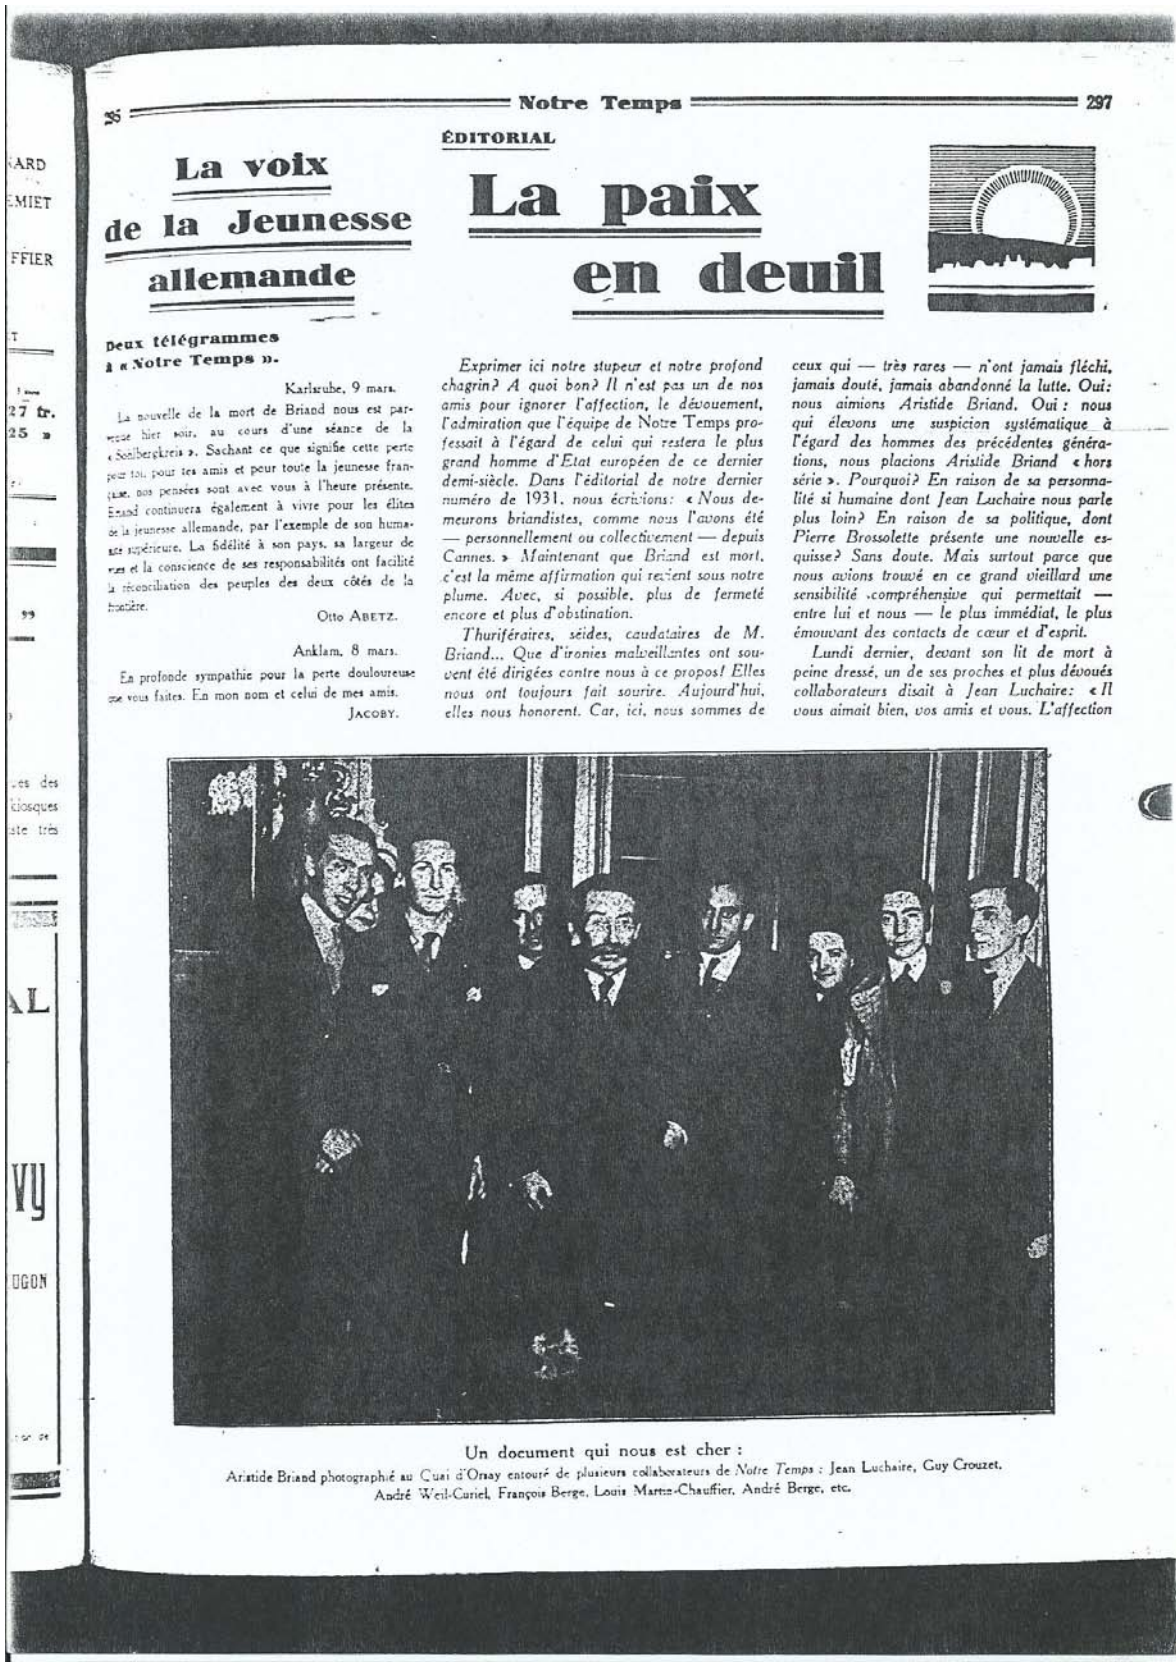 Notre Temps
297
La voix
de la Jeunesse
allemande
Deux télégrammes
à « Notre Temps ».
Karlsruhe, 9 mars.
La nouvelle de la mort de Briand nous est par-
venue hier soir, au cours d'une séance de la
« Sohlbergkreis ». Sachant ce que signifie cette perte
pour toi, pour tes amis et pour toute la jeunesse fran-
çaise, nos pensées sont avec vous à l'heure présente.
Briand continuera également à vivre pour les élites
de la jeunesse allemande, par l'exemple de son huma-
nité supérieure. La fidélité à son pays, sa largeur de
vues et la conscience de ses responsabilités ont facilité
la réconciliation des peuples des deux côtés de la
frontière.
Otto ABETZ.
Anklam, 8 mars.
En profonde sympathie pour la perte douloureuse
que vous faites. En mon nom et celui de mes amis.
JACOBY.
ÉDITORIAL
La paix
en deuil
Exprimer ici notre stupeur et notre profond
chagrin? A quoi bon? Il n'est pas un de nos
amis pour ignorer l'affection, le dévouement,
l'admiration que l'équipe de Notre Temps pro-
fessait à l'égard de celui qui restera le plus
grand homme d'Etat européen de ce dernier
demi-siècle. Dans l'éditorial de notre dernier
numéro de 1931, nous écrivions: « Nous de-
meurons briandistes, comme nous l'avons été
— personnellement ou collectivement — depuis
Cannes. » Maintenant que Briand est mort,
c'est la même affirmation qui revient sous notre
plume. Avec, si possible, plus de fermeté
encore et plus d'obstination.
Thuriféraires, séides, caudataires de M.
Briand... Que d'ironies malveillantes ont sou-
vent été dirigées contre nous à ce propos! Elles
nous ont toujours fait sourire. Aujourd'hui,
elles nous honorent. Car, ici, nous sommes de
ceux qui — très rares — n'ont jamais fléchi,
jamais douté, jamais abandonné la lutte. Oui:
nous aimions Aristide Briand. Oui : nous
qui élevons une suspicion systématique à
l'égard des hommes des précédentes généra-
tions, nous placions Aristide Briand « hors
série ». Pourquoi? En raison de sa personna-
lité si humaine dont Jean Luchaire nous parle
plus loin? En raison de sa politique, dont
Pierre Brossolette présente une nouvelle es-
quisse? Sans doute. Mais surtout parce que
nous avions trouvé en ce grand vieillard une
sensibilité compréhensive qui permettait —
entre lui et nous — le plus immédiat, le plus
émouvant des contacts de cœur et d'esprit.
Lundi dernier, devant son lit de mort à
peine dressé, un de ses proches et plus dévoués
collaborateurs disait à Jean Luchaire: « Il
vous aimait bien, vos amis et vous. L'affection
Un document qui nous est cher :
Aristide Briand photographié au Quai d'Orsay entouré de plusieurs collaborateurs de Notre Temps : Jean Luchaire, Guy Crouzet,
André Weil-Curiel, François Berge, Louis Martin-Chauffier, André Berge, etc.
EMIET
FFIER
27 fr.
25 »
99
kiosques
AL
VY